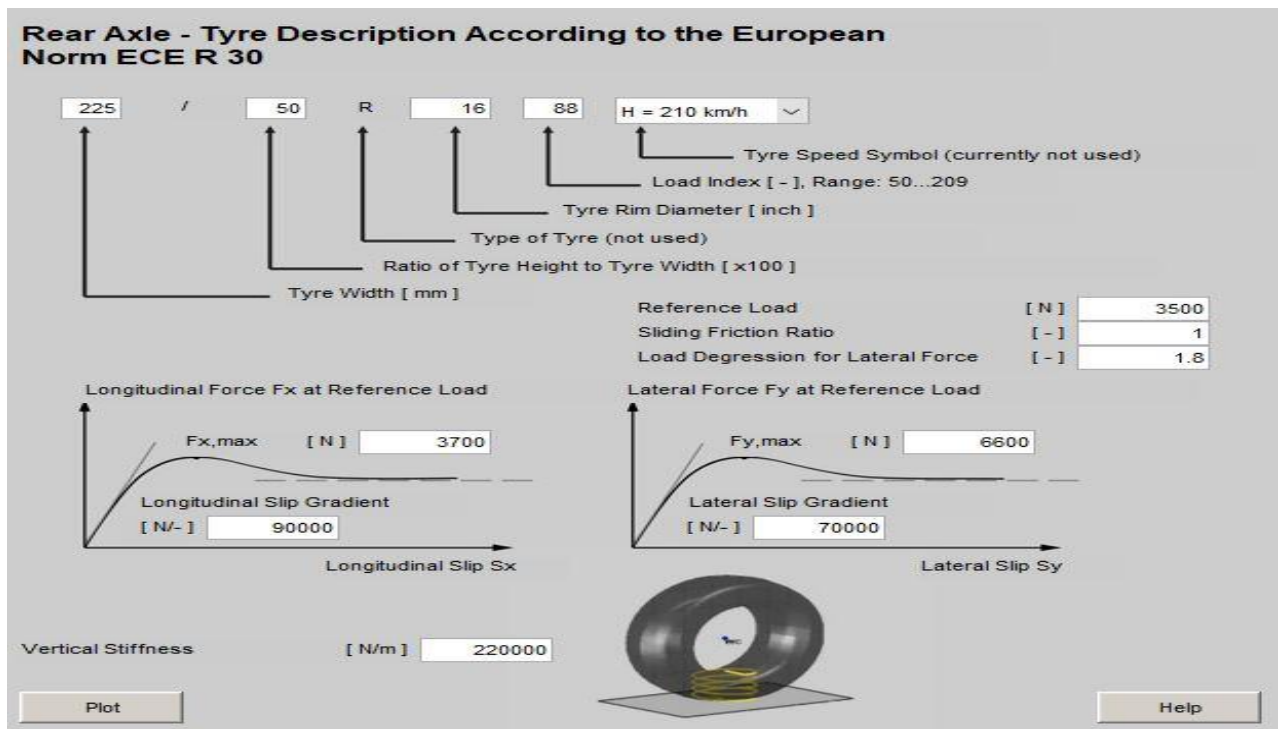 Rear Axle - Tyre Description According to the European
Norm ECE R 30
225 / 50 R 16 88 H = 210 km/h
Tyre Speed Symbol (currently not used)
Load Index [ - ], Range: 50...209
Tyre Rim Diameter [ inch ]
Type of Tyre (not used)
Ratio of Tyre Height to Tyre Width [ x100 ]
Tyre Width [ mm ]
Reference Load [ N ] 3500
Sliding Friction Ratio [ - ] 1
Load Degression for Lateral Force [ - ] 1.8
Longitudinal Force Fx at Reference Load
Fx,max [ N ] 3700
Longitudinal Slip Gradient
[ N/- ] 90000
Longitudinal Slip Sx
Lateral Force Fy at Reference Load
Fy,max [ N ] 6600
Lateral Slip Gradient
[ N/- ] 70000
Lateral Slip Sy
Vertical Stiffness [ N/m ] 220000
Plot
Help